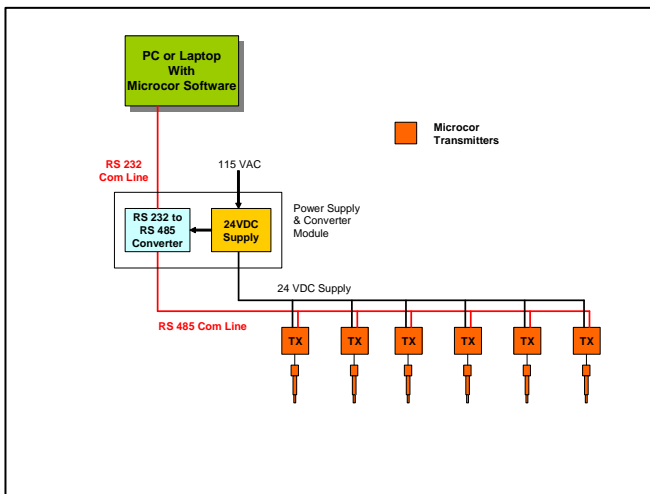 PC or Laptop
With
Microcor Software
Microcor
Transmitters
RS 232
Com Line
115 VAC
RS 232 to
RS 485
Converter
24VDC
Supply
Power Supply
& Converter
Module
24 VDC Supply
RS 485 Com Line
TX
TX
TX
TX
TX
TX